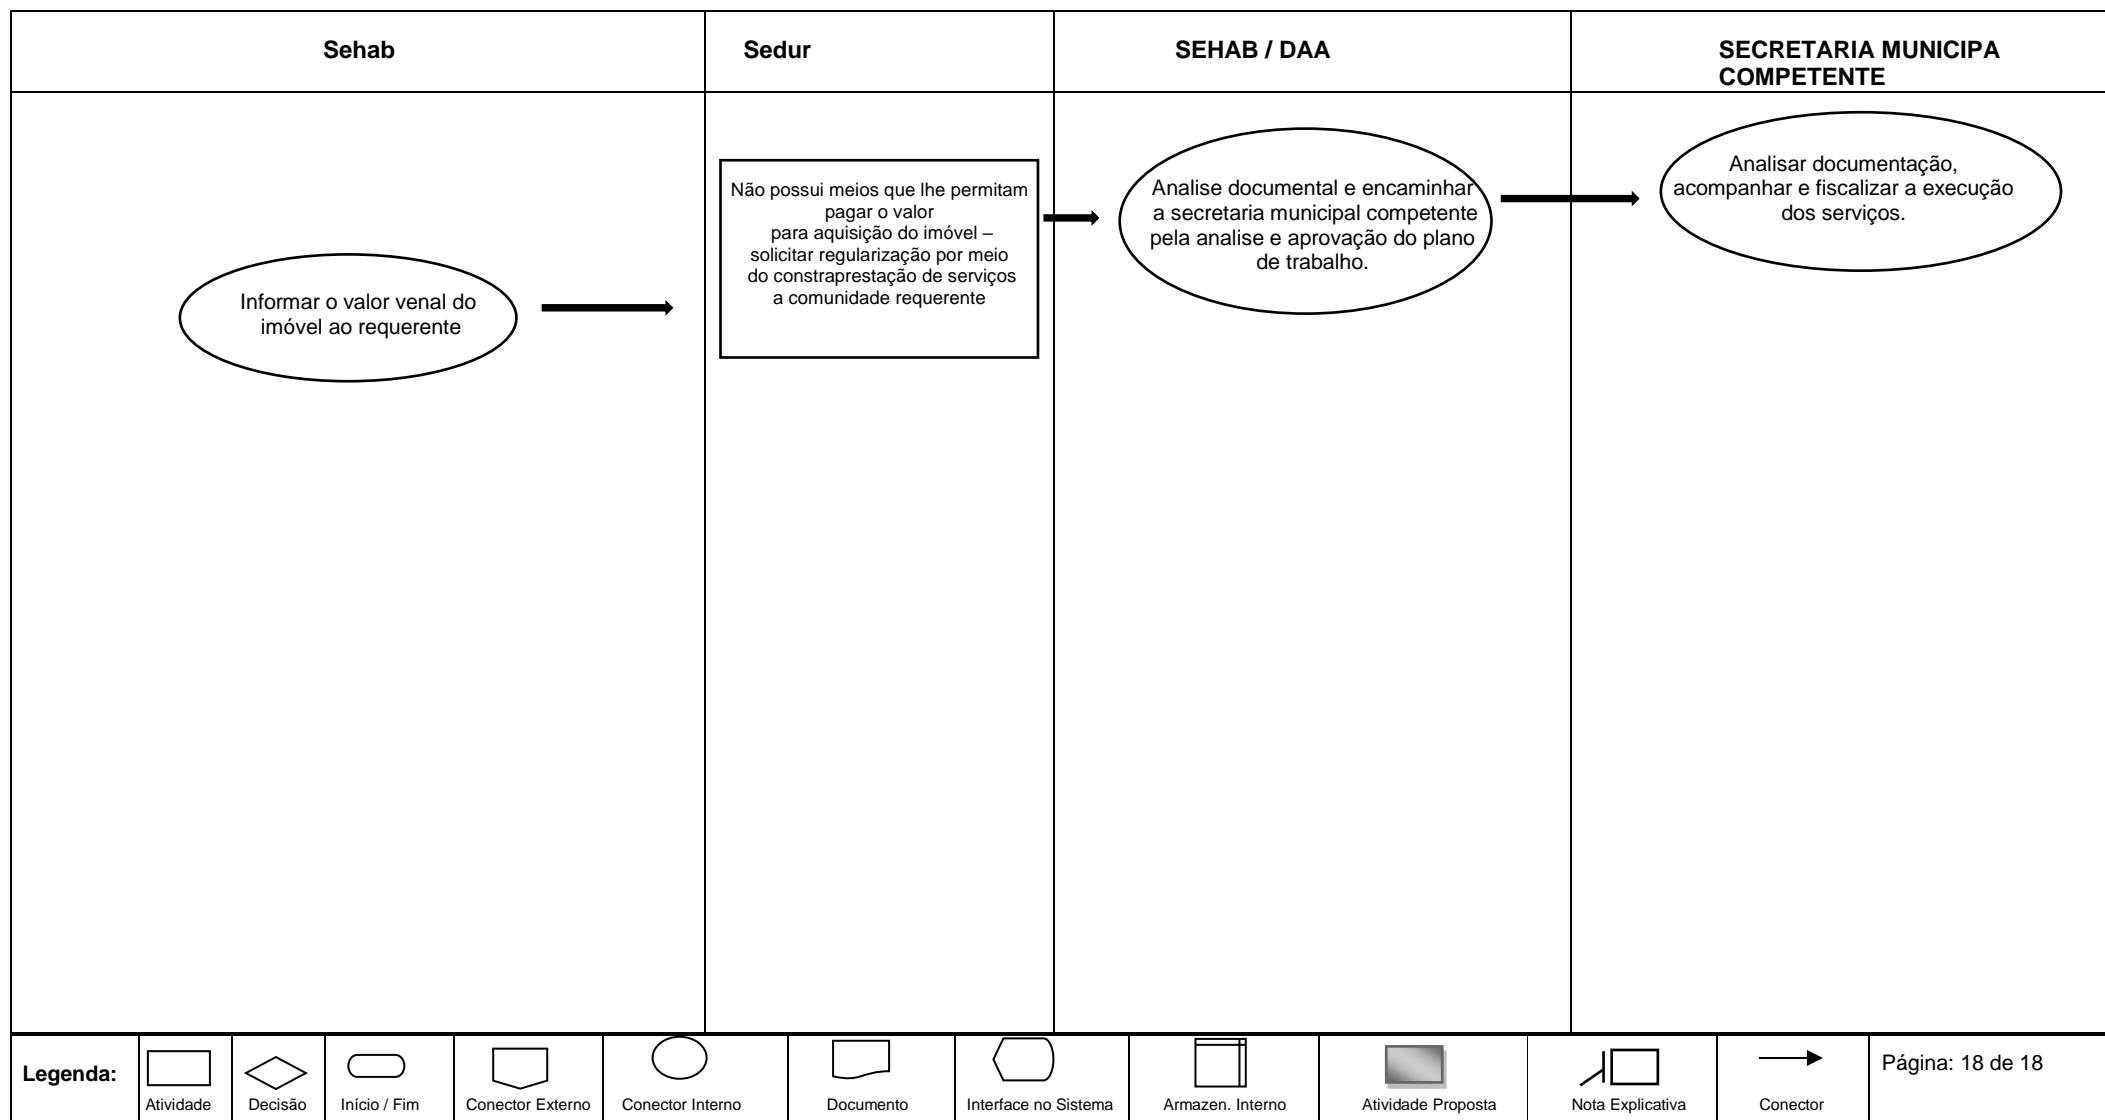 Sehab
Sedur
SEHAB / DAA
SECRETARIA MUNICIPA
COMPETENTE
Informar o valor venal do
imóvel ao requerente
Não possui meios que lhe permitam
pagar o valor
para aquisição do imóvel –
solicitar regularização por meio
do constraprestação de serviços
a comunidade requerente
Analise documental e encaminhar
a secretaria municipal competente
pela analise e aprovação do plano
de trabalho.
Analisar documentação,
acompanhar e fiscalizar a execução
dos serviços.
Legenda:
Atividade
Decisão
Início / Fim
Conector Externo
Conector Interno
Documento
Interface no Sistema
Armazen. Interno
Atividade Proposta
Nota Explicativa
Conector
Página: 18 de 18